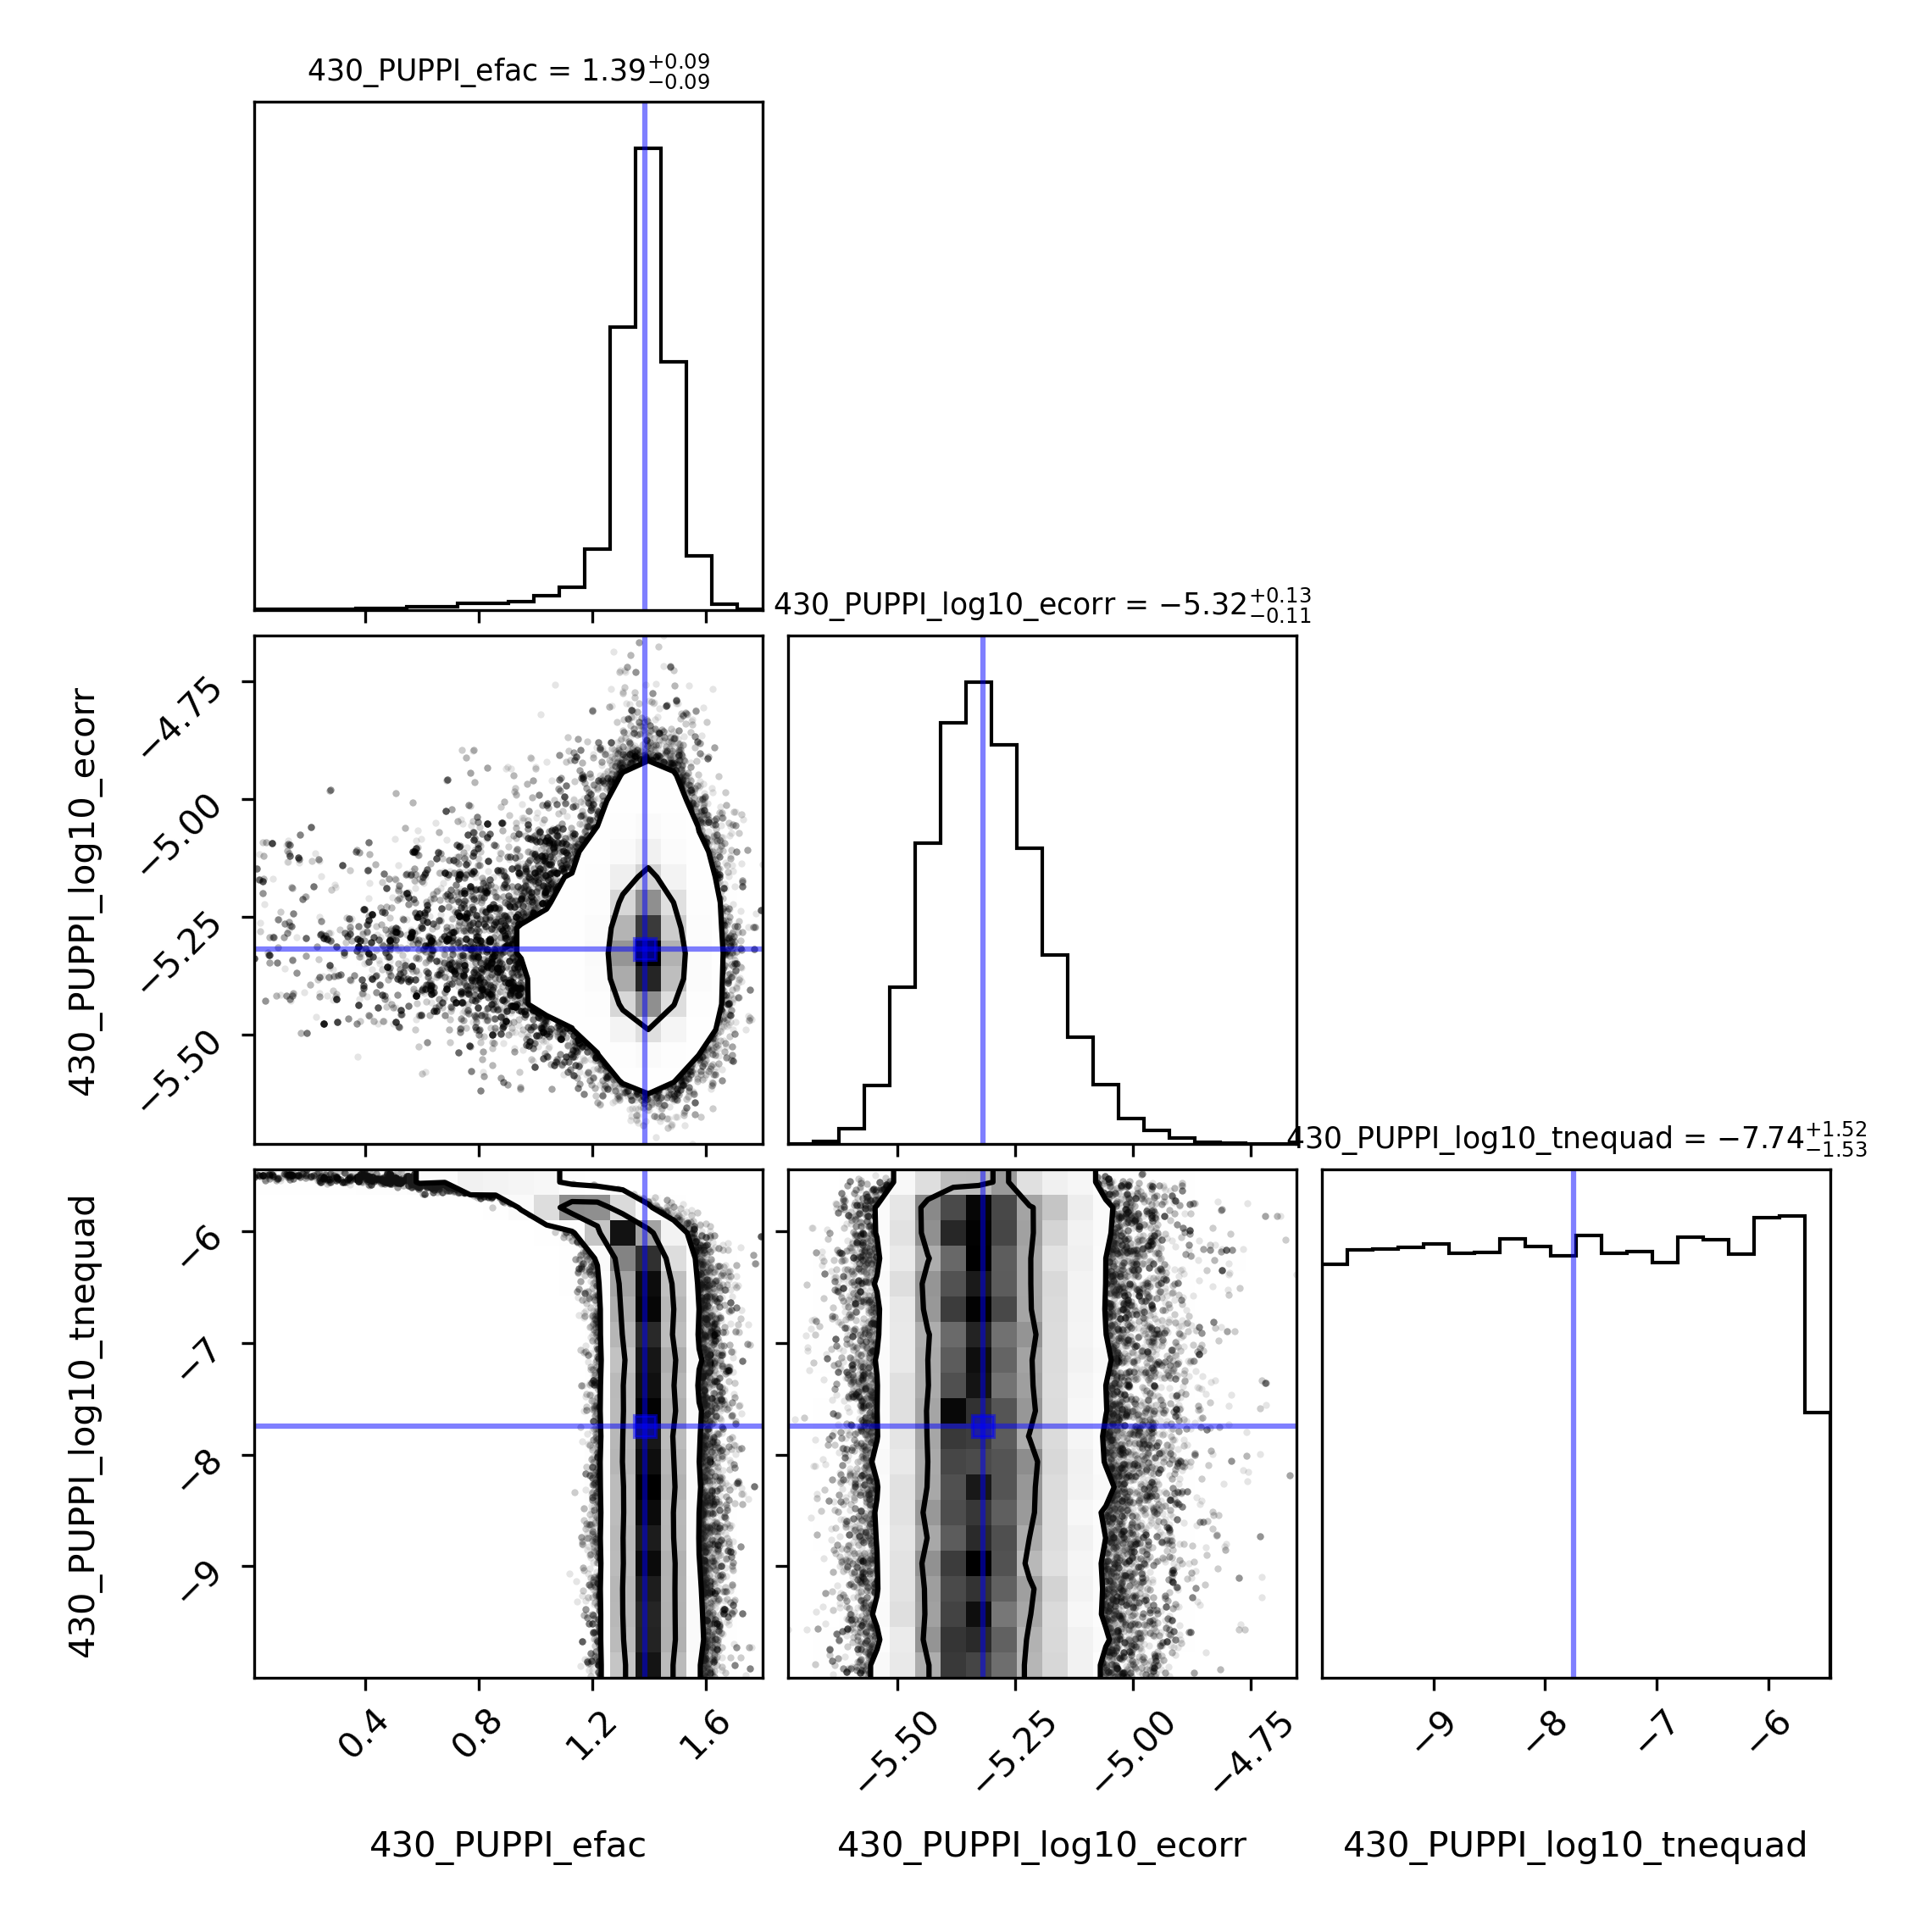 430_PUPPI_efac = 1.39+0.09−0.09
430_PUPPI_log10_ecorr = −5.32+0.13−0.11
430_PUPPI_log10_ecorr
−4.75
−5.00
−5.25
−5.50
430_PUPPI_log10_tnequad = −7.74+1.52−1.53
430_PUPPI_log10_tnequad
−6
−7
−8
−9
0.4 0.8 1.2 1.6
−5.50 −5.25 −5.00 −4.75
−9 −8 −7 −6
430_PUPPI_efac
430_PUPPI_log10_ecorr
430_PUPPI_log10_tnequad